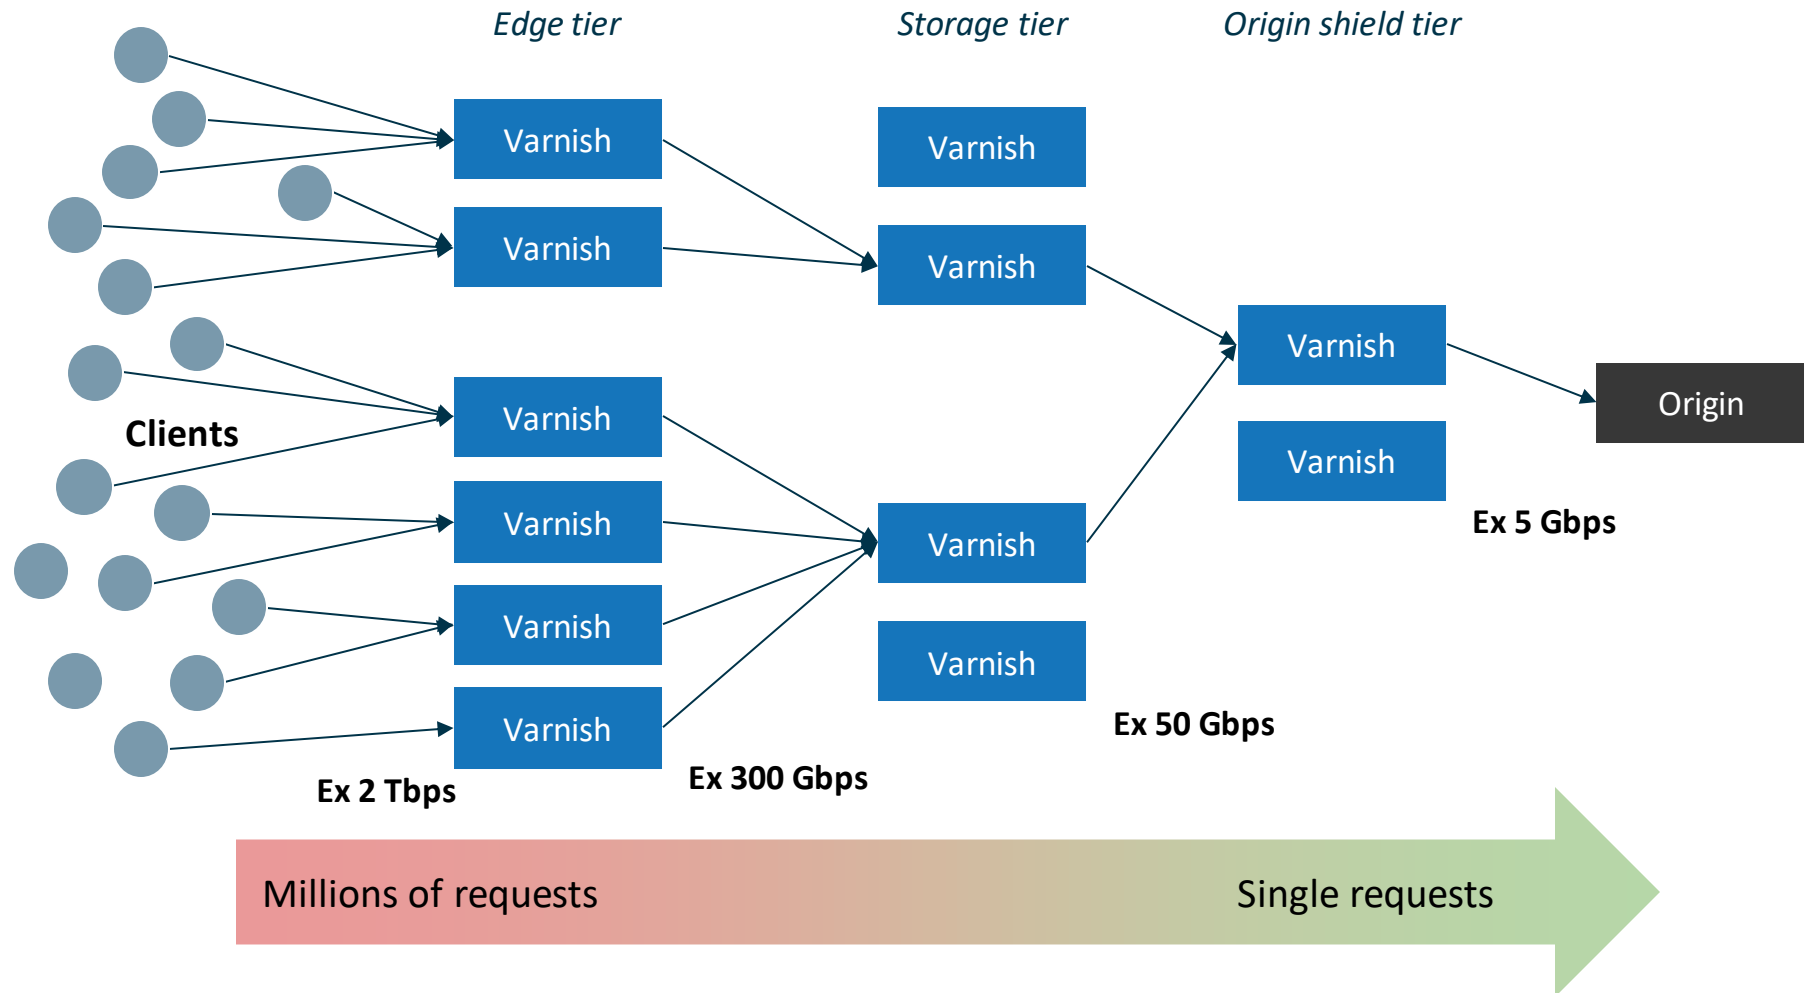 Edge tier
Storage tier
Origin shield tier
Varnish
Varnish
Varnish
Varnish
Varnish
Varnish
Clients
Varnish
Varnish
Varnish
Varnish
Varnish
Varnish
Origin
Ex 2 Tbps
Ex 300 Gbps
Ex 50 Gbps
Ex 5 Gbps
Millions of requests
Single requests